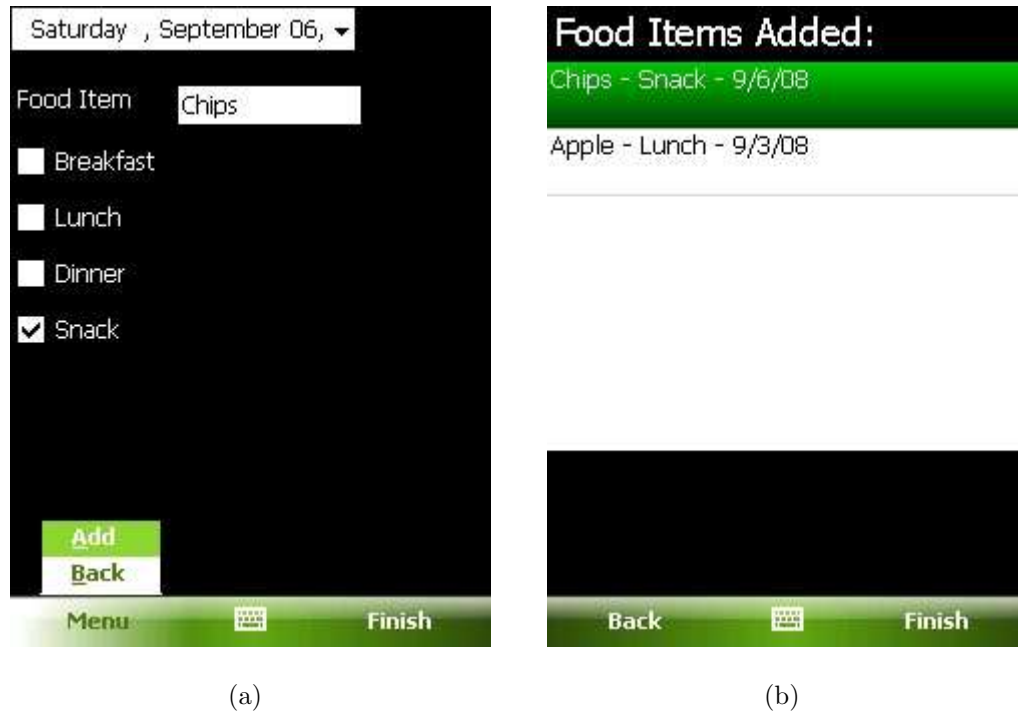 Saturday , September 06,
Food Item Chips
Breakfast
Lunch
Dinner
Snack
Add
Back
Menu Finish
(a)
Food Items Added:
Chips - Snack - 9/6/08
Apple - Lunch - 9/3/08
Back Finish
(b)